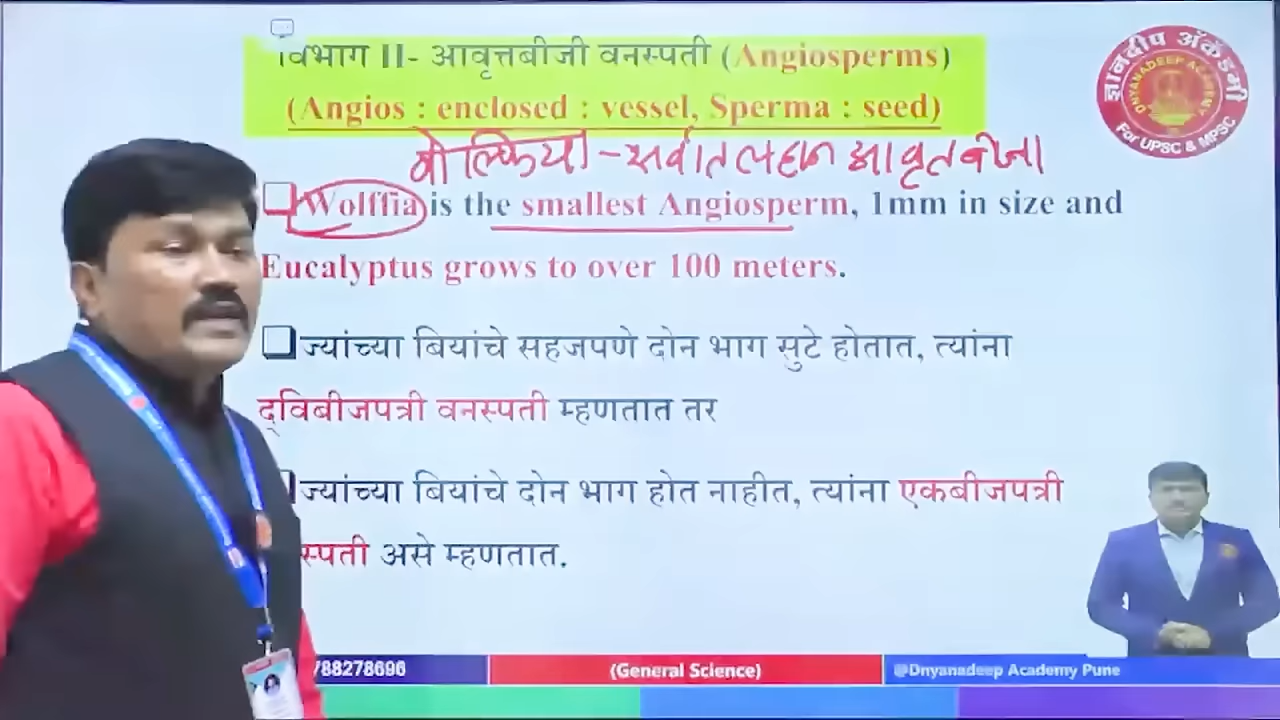 विभाग II- आवृत्तबीजी वनस्पती (Angiosperms)
(Angios : enclosed : vessel, Sperma : seed)
वोल्फिया - सर्वात लहान आवृतबीजी
Wolffia is the smallest Angiosperm, 1mm in size and
Eucalyptus grows to over 100 meters.
ज्यांच्या बियांचे सहजपणे दोन भाग सुटे होतात, त्यांना
द्विबीजपत्री वनस्पती म्हणतात तर
ज्यांच्या बियांचे दोन भाग होत नाहीत, त्यांना एकबीजपत्री
स्पती असे म्हणतात.
788278696
(General Science)
@Dnyanadeep Academy Pune
ज्ञानदीप अॅकॅडमी
DNYANADEEP ACADEMY
For UPSC & MPSC